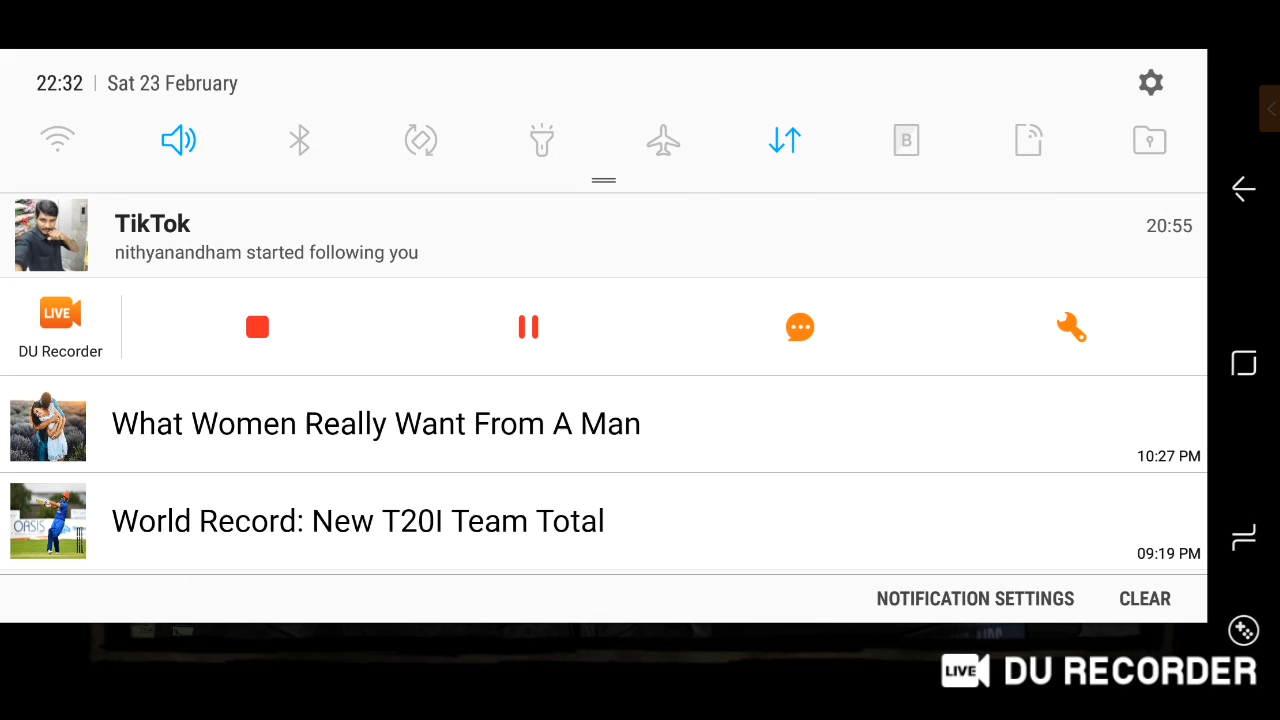 22:32 | Sat 23 February
B
TikTok
20:55
nithyanandham started following you
LIVE
DU Recorder
What Women Really Want From A Man
10:27 PM
OASIS
World Record: New T20I Team Total
09:19 PM
NOTIFICATION SETTINGS
CLEAR
LIVE DU RECORDER